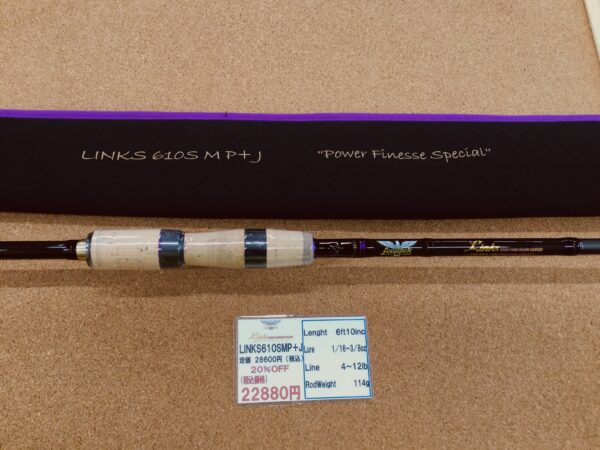 LINKS 610S M P+J "Power Finesse Special"
fenwick
Links
Links
LINKS610SMP+J
定価 28600円(税込)
20%OFF
(税込価格)
22880円
Lenght 6ft10inc
Lure 1/16~3/8oz
Line 4~12lb
RodWeight 114g